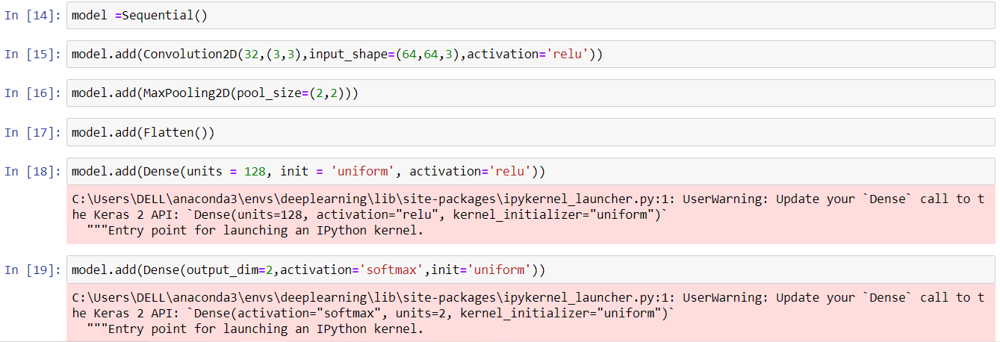 In [14]: model =Sequential()
In [15]: model.add(Convolution2D(32,(3,3),input_shape=(64,64,3),activation='relu'))
In [16]: model.add(MaxPooling2D(pool_size=(2,2)))
In [17]: model.add(Flatten())
In [18]: model.add(Dense(units = 128, init = 'uniform', activation='relu'))
C:\Users\DELL\anaconda3\envs\deeplearning\lib\site-packages\ipykernel_launcher.py:1: UserWarning: Update your `Dense` call to t
he Keras 2 API: `Dense(units=128, activation="relu", kernel_initializer="uniform")`
"""Entry point for launching an IPython kernel.
In [19]: model.add(Dense(output_dim=2,activation='softmax',init='uniform'))
C:\Users\DELL\anaconda3\envs\deeplearning\lib\site-packages\ipykernel_launcher.py:1: UserWarning: Update your `Dense` call to t
he Keras 2 API: `Dense(activation="softmax", units=2, kernel_initializer="uniform")`
"""Entry point for launching an IPython kernel.